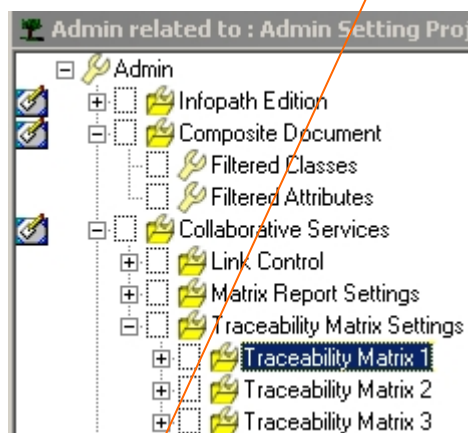 Admin related to : Admin Setting Proj
Admin
Infopath Edition
Composite Document
Filtered Classes
Filtered Attributes
Collaborative Services
Link Control
Matrix Report Settings
Traceability Matrix Settings
Traceability Matrix 1
Traceability Matrix 2
Traceability Matrix 3